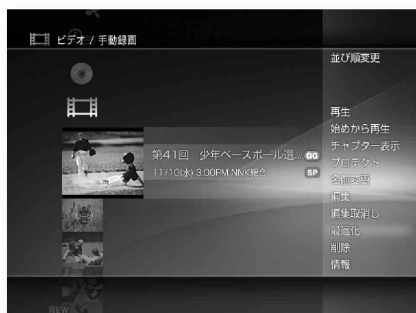 ビデオ / 手動録画
並び順変更
再生
始めから再生
チャプター表示
プロテクト
名前変更
編集
編集取消し
最適化
削除
情報
第41回 少年ベースボール選... GG
11/10(水) 3:00PM NNK総合 SP
NEW